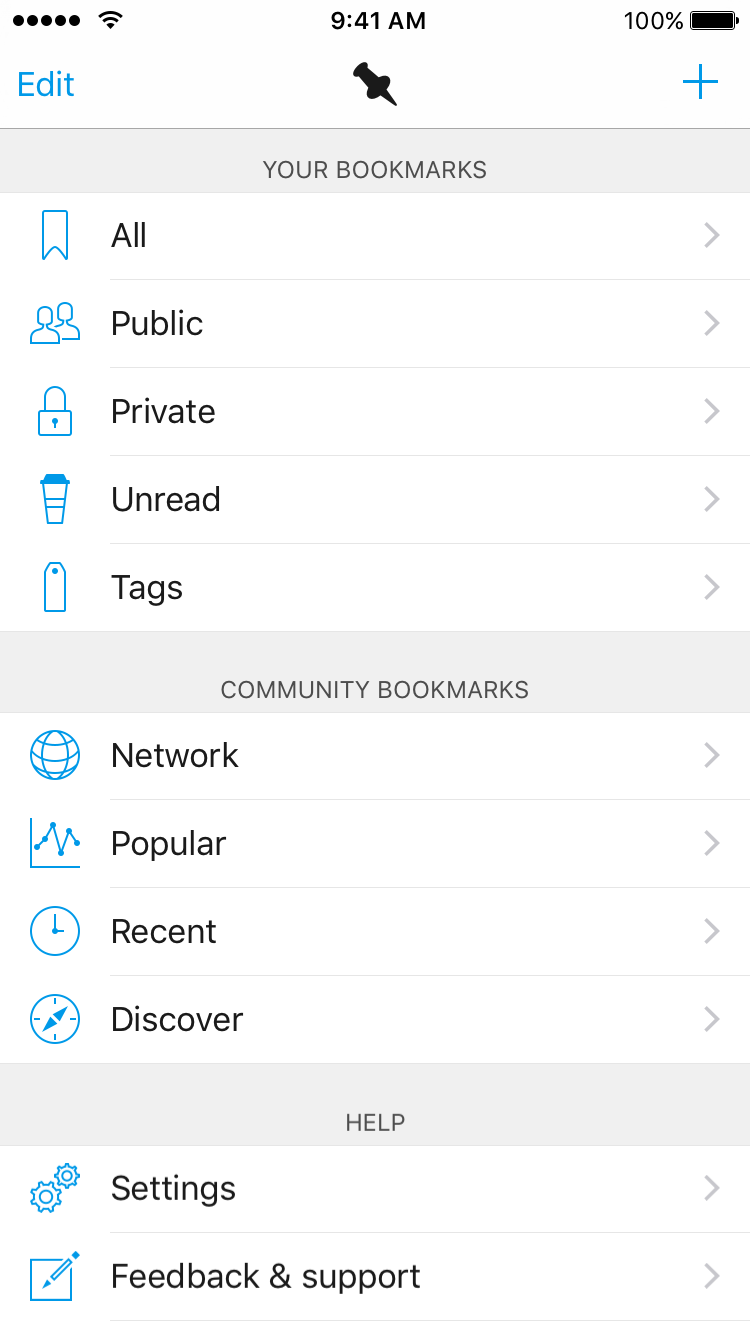 9:41 AM
100%
Edit
YOUR BOOKMARKS
All
Public
Private
Unread
Tags
COMMUNITY BOOKMARKS
Network
Popular
Recent
Discover
HELP
Settings
Feedback & support